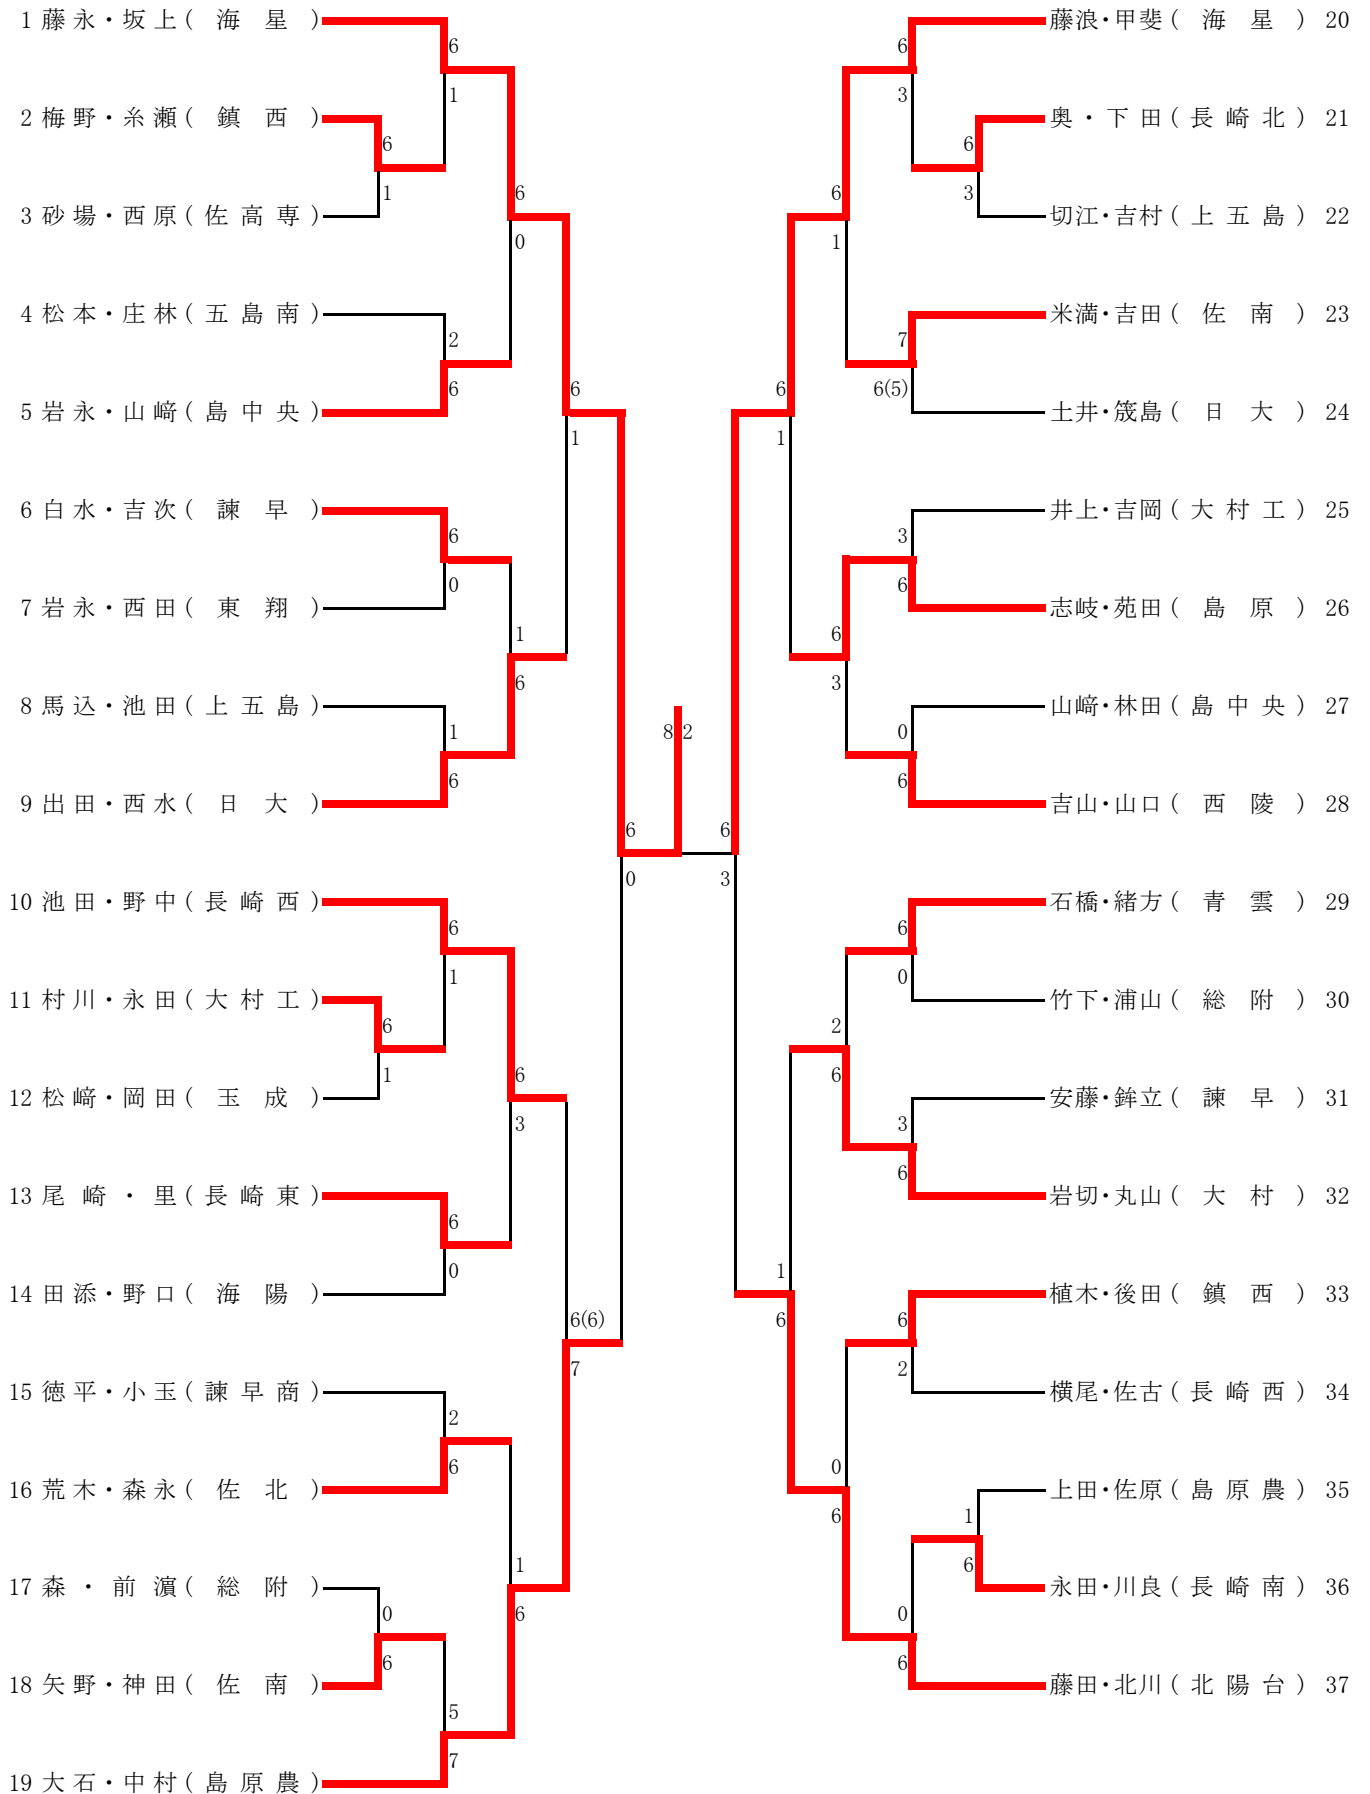 1 藤永・坂上(海星)
6
1
2 梅野・糸瀬(鎮西)
6
1
3 砂場・西原(佐高専)
6
0
4 松本・庄林(五島南)
2
6
5 岩永・山﨑(島中央)
6
1
6 白水・吉次(諫早)
6
0
7 岩永・西田(東翔)
1
6
8 馬込・池田(上五島)
1
6
9 出田・西水(日大)
6
0
10 池田・野中(長崎西)
6
1
11 村川・永田(大村工)
6
1
12 松﨑・岡田(玉成)
6
3
13 尾崎・里(長崎東)
6
0
14 田添・野口(海陽)
6(6)
7
15 徳平・小玉(諫早商)
2
6
16 荒木・森永(佐北)
1
6
17 森・前濵(総附)
0
6
18 矢野・神田(佐南)
5
7
19 大石・中村(島原農)
8 2
藤浪・甲斐(海星) 20
6
3
奥・下田(長崎北) 21
6
3
切江・吉村(上五島) 22
6
1
米満・吉田(佐南) 23
7
6(5)
土井・筬島(日大) 24
6
1
井上・吉岡(大村工) 25
3
6
志岐・苑田(島原) 26
6
3
山﨑・林田(島中央) 27
0
6
吉山・山口(西陵) 28
6
3
石橋・緒方(青雲) 29
6
0
竹下・浦山(総附) 30
2
6
安藤・鉾立(諫早) 31
3
6
岩切・丸山(大村) 32
1
6
植木・後田(鎮西) 33
6
2
横尾・佐古(長崎西) 34
0
6
上田・佐原(島原農) 35
1
6
永田・川良(長崎南) 36
0
6
藤田・北川(北陽台) 37